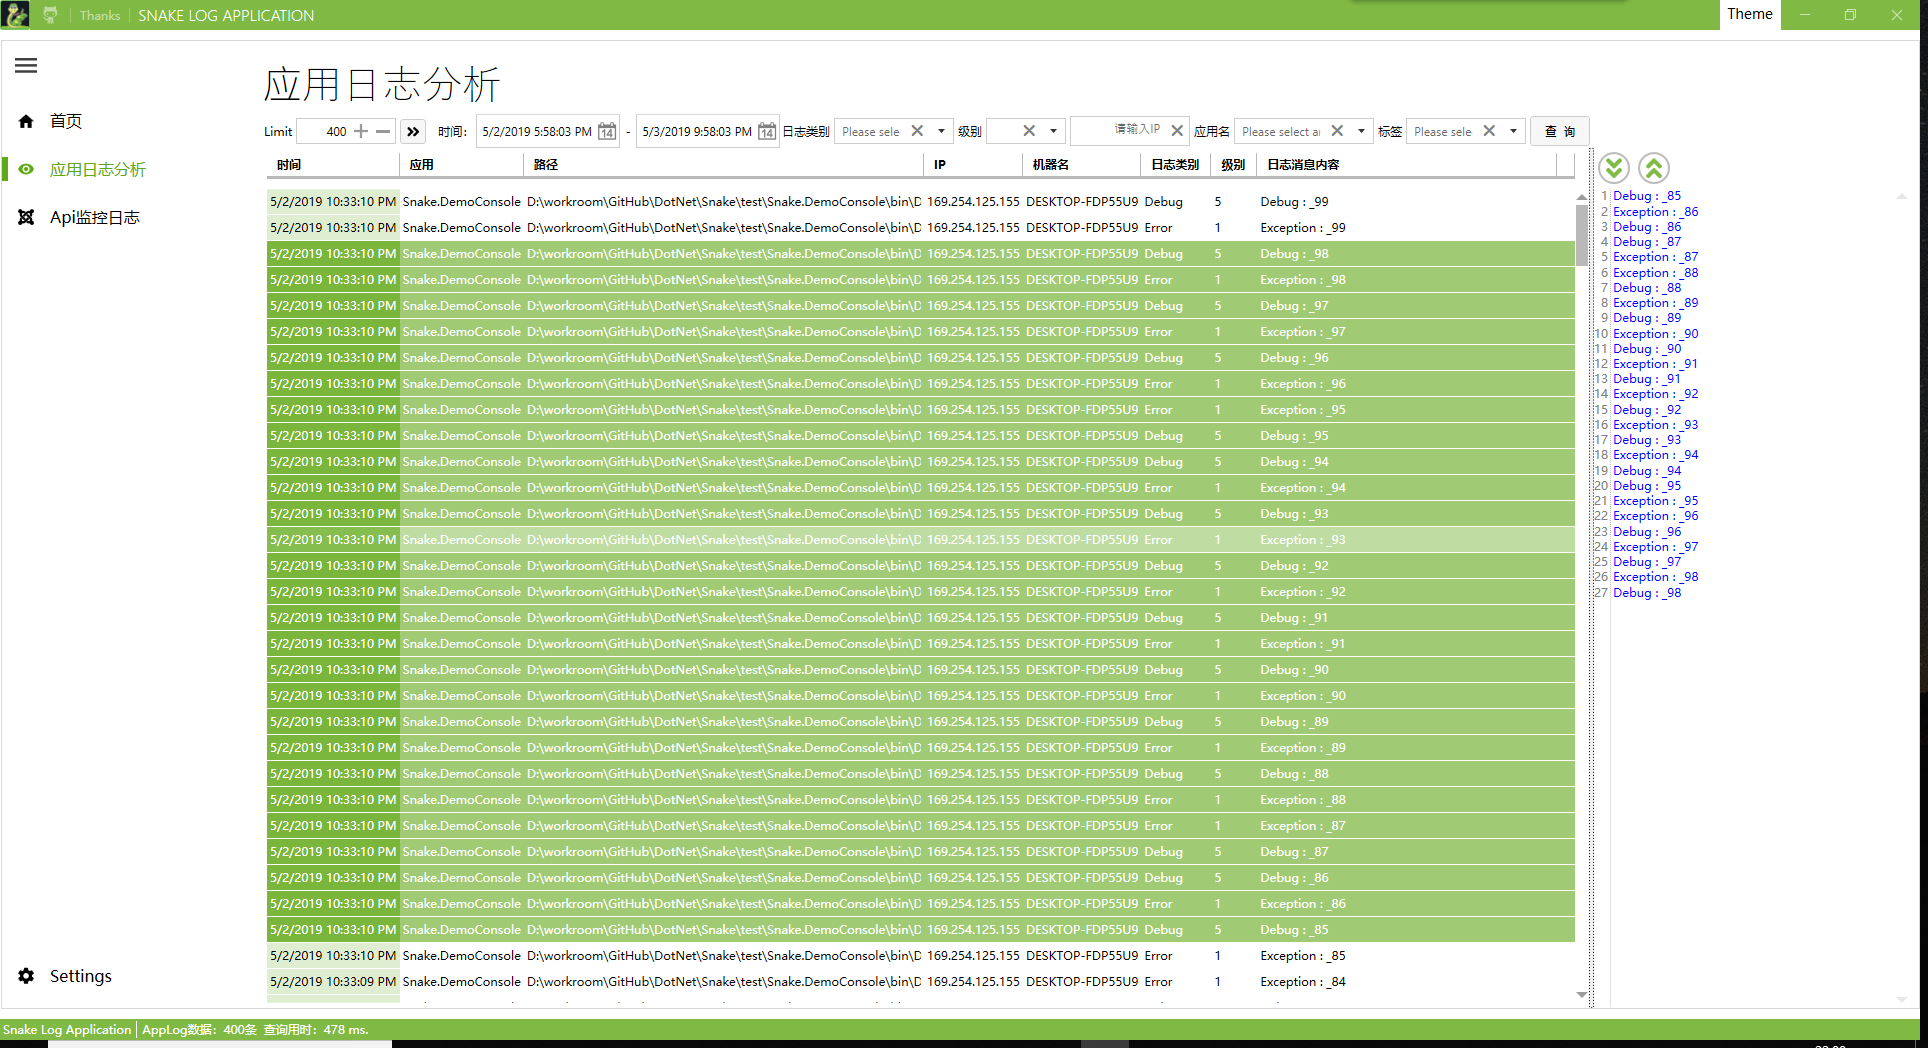 Thanks SNAKE LOG APPLICATION Theme
应用日志分析
首页
应用日志分析
Api监控日志
Settings
Limit 400 时间: 5/2/2019 5:58:03 PM 14 - 5/3/2019 9:58:03 PM 14 日志类别 Please sele 级别 请输入IP 应用名 Please select a 标签 Please sele 查 询
时间 应用 路径 IP 机器名 日志类别 级别 日志消息内容
5/2/2019 10:33:10 PM Snake.DemoConsole D:\workroom\GitHub\DotNet\Snake\test\Snake.DemoConsole\bin\D 169.254.125.155 DESKTOP-FDP55U9 Debug 5 Debug : _99
5/2/2019 10:33:10 PM Snake.DemoConsole D:\workroom\GitHub\DotNet\Snake\test\Snake.DemoConsole\bin\D 169.254.125.155 DESKTOP-FDP55U9 Error 1 Exception : _99
5/2/2019 10:33:10 PM Snake.DemoConsole D:\workroom\GitHub\DotNet\Snake\test\Snake.DemoConsole\bin\D 169.254.125.155 DESKTOP-FDP55U9 Debug 5 Debug : _98
5/2/2019 10:33:10 PM Snake.DemoConsole D:\workroom\GitHub\DotNet\Snake\test\Snake.DemoConsole\bin\D 169.254.125.155 DESKTOP-FDP55U9 Error 1 Exception : _98
5/2/2019 10:33:10 PM Snake.DemoConsole D:\workroom\GitHub\DotNet\Snake\test\Snake.DemoConsole\bin\D 169.254.125.155 DESKTOP-FDP55U9 Debug 5 Debug : _97
5/2/2019 10:33:10 PM Snake.DemoConsole D:\workroom\GitHub\DotNet\Snake\test\Snake.DemoConsole\bin\D 169.254.125.155 DESKTOP-FDP55U9 Error 1 Exception : _97
5/2/2019 10:33:10 PM Snake.DemoConsole D:\workroom\GitHub\DotNet\Snake\test\Snake.DemoConsole\bin\D 169.254.125.155 DESKTOP-FDP55U9 Debug 5 Debug : _96
5/2/2019 10:33:10 PM Snake.DemoConsole D:\workroom\GitHub\DotNet\Snake\test\Snake.DemoConsole\bin\D 169.254.125.155 DESKTOP-FDP55U9 Error 1 Exception : _96
5/2/2019 10:33:10 PM Snake.DemoConsole D:\workroom\GitHub\DotNet\Snake\test\Snake.DemoConsole\bin\D 169.254.125.155 DESKTOP-FDP55U9 Error 1 Exception : _95
5/2/2019 10:33:10 PM Snake.DemoConsole D:\workroom\GitHub\DotNet\Snake\test\Snake.DemoConsole\bin\D 169.254.125.155 DESKTOP-FDP55U9 Debug 5 Debug : _95
5/2/2019 10:33:10 PM Snake.DemoConsole D:\workroom\GitHub\DotNet\Snake\test\Snake.DemoConsole\bin\D 169.254.125.155 DESKTOP-FDP55U9 Debug 5 Debug : _94
5/2/2019 10:33:10 PM Snake.DemoConsole D:\workroom\GitHub\DotNet\Snake\test\Snake.DemoConsole\bin\D 169.254.125.155 DESKTOP-FDP55U9 Error 1 Exception : _94
5/2/2019 10:33:10 PM Snake.DemoConsole D:\workroom\GitHub\DotNet\Snake\test\Snake.DemoConsole\bin\D 169.254.125.155 DESKTOP-FDP55U9 Debug 5 Debug : _93
5/2/2019 10:33:10 PM Snake.DemoConsole D:\workroom\GitHub\DotNet\Snake\test\Snake.DemoConsole\bin\D 169.254.125.155 DESKTOP-FDP55U9 Error 1 Exception : _93
5/2/2019 10:33:10 PM Snake.DemoConsole D:\workroom\GitHub\DotNet\Snake\test\Snake.DemoConsole\bin\D 169.254.125.155 DESKTOP-FDP55U9 Debug 5 Debug : _92
5/2/2019 10:33:10 PM Snake.DemoConsole D:\workroom\GitHub\DotNet\Snake\test\Snake.DemoConsole\bin\D 169.254.125.155 DESKTOP-FDP55U9 Error 1 Exception : _92
5/2/2019 10:33:10 PM Snake.DemoConsole D:\workroom\GitHub\DotNet\Snake\test\Snake.DemoConsole\bin\D 169.254.125.155 DESKTOP-FDP55U9 Debug 5 Debug : _91
5/2/2019 10:33:10 PM Snake.DemoConsole D:\workroom\GitHub\DotNet\Snake\test\Snake.DemoConsole\bin\D 169.254.125.155 DESKTOP-FDP55U9 Error 1 Exception : _91
5/2/2019 10:33:10 PM Snake.DemoConsole D:\workroom\GitHub\DotNet\Snake\test\Snake.DemoConsole\bin\D 169.254.125.155 DESKTOP-FDP55U9 Debug 5 Debug : _90
5/2/2019 10:33:10 PM Snake.DemoConsole D:\workroom\GitHub\DotNet\Snake\test\Snake.DemoConsole\bin\D 169.254.125.155 DESKTOP-FDP55U9 Error 1 Exception : _90
5/2/2019 10:33:10 PM Snake.DemoConsole D:\workroom\GitHub\DotNet\Snake\test\Snake.DemoConsole\bin\D 169.254.125.155 DESKTOP-FDP55U9 Debug 5 Debug : _89
5/2/2019 10:33:10 PM Snake.DemoConsole D:\workroom\GitHub\DotNet\Snake\test\Snake.DemoConsole\bin\D 169.254.125.155 DESKTOP-FDP55U9 Error 1 Exception : _89
5/2/2019 10:33:10 PM Snake.DemoConsole D:\workroom\GitHub\DotNet\Snake\test\Snake.DemoConsole\bin\D 169.254.125.155 DESKTOP-FDP55U9 Debug 5 Debug : _88
5/2/2019 10:33:10 PM Snake.DemoConsole D:\workroom\GitHub\DotNet\Snake\test\Snake.DemoConsole\bin\D 169.254.125.155 DESKTOP-FDP55U9 Error 1 Exception : _88
5/2/2019 10:33:10 PM Snake.DemoConsole D:\workroom\GitHub\DotNet\Snake\test\Snake.DemoConsole\bin\D 169.254.125.155 DESKTOP-FDP55U9 Error 1 Exception : _87
5/2/2019 10:33:10 PM Snake.DemoConsole D:\workroom\GitHub\DotNet\Snake\test\Snake.DemoConsole\bin\D 169.254.125.155 DESKTOP-FDP55U9 Debug 5 Debug : _87
5/2/2019 10:33:10 PM Snake.DemoConsole D:\workroom\GitHub\DotNet\Snake\test\Snake.DemoConsole\bin\D 169.254.125.155 DESKTOP-FDP55U9 Debug 5 Debug : _86
5/2/2019 10:33:10 PM Snake.DemoConsole D:\workroom\GitHub\DotNet\Snake\test\Snake.DemoConsole\bin\D 169.254.125.155 DESKTOP-FDP55U9 Error 1 Exception : _86
5/2/2019 10:33:10 PM Snake.DemoConsole D:\workroom\GitHub\DotNet\Snake\test\Snake.DemoConsole\bin\D 169.254.125.155 DESKTOP-FDP55U9 Debug 5 Debug : _85
5/2/2019 10:33:10 PM Snake.DemoConsole D:\workroom\GitHub\DotNet\Snake\test\Snake.DemoConsole\bin\D 169.254.125.155 DESKTOP-FDP55U9 Error 1 Exception : _85
5/2/2019 10:33:09 PM Snake.DemoConsole D:\workroom\GitHub\DotNet\Snake\test\Snake.DemoConsole\bin\D 169.254.125.155 DESKTOP-FDP55U9 Error 1 Exception : _84
1 Debug : _85
2 Exception : _86
3 Debug : _86
4 Debug : _87
5 Exception : _87
6 Exception : _88
7 Debug : _88
8 Exception : _89
9 Debug : _89
10 Exception : _90
11 Debug : _90
12 Exception : _91
13 Debug : _91
14 Exception : _92
15 Debug : _92
16 Exception : _93
17 Debug : _93
18 Exception : _94
19 Debug : _94
20 Debug : _95
21 Exception : _95
22 Exception : _96
23 Debug : _96
24 Exception : _97
25 Debug : _97
26 Exception : _98
27 Debug : _98
Snake Log Application AppLog数据: 400条 查询用时: 478 ms.